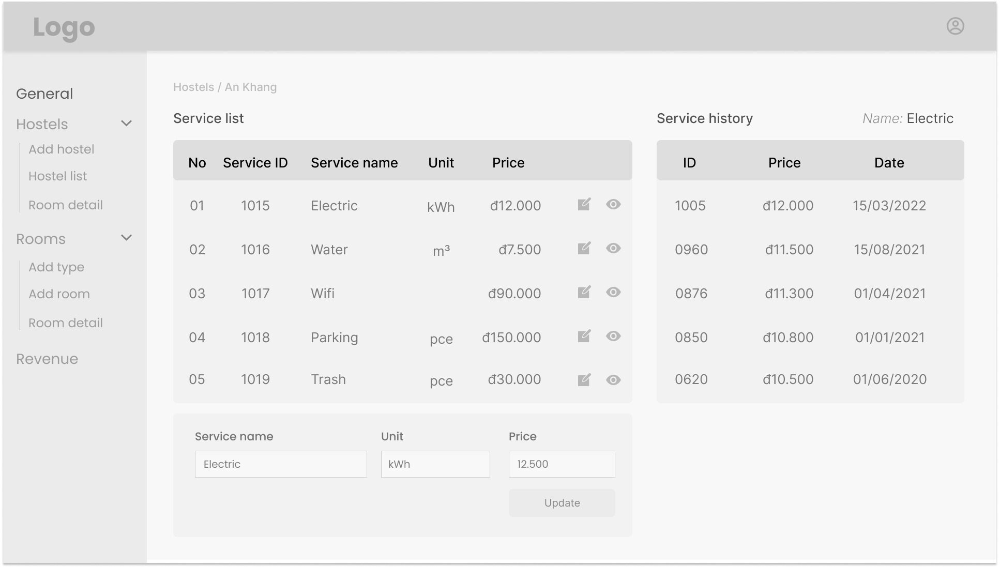 Logo
General
Hostels
Add hostel
Hostel list
Room detail
Rooms
Add type
Add room
Room detail
Revenue
Hostels / An Khang
Service list
No Service ID Service name Unit Price
01 1015 Electric kWh đ12.000
02 1016 Water m³ đ7.500
03 1017 Wifi đ90.000
04 1018 Parking pce đ150.000
05 1019 Trash pce đ30.000
Service name Unit Price
Electric kWh 12.500
Update
Service history Name: Electric
ID Price Date
1005 đ12.000 15/03/2022
0960 đ11.500 15/08/2021
0876 đ11.300 01/04/2021
0850 đ10.800 01/01/2021
0620 đ10.500 01/06/2020